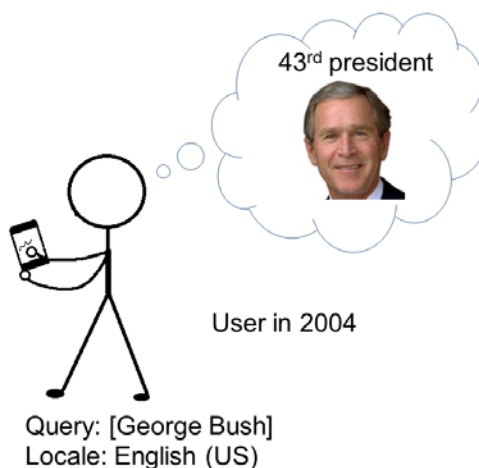 43rd president
User in 2004
Query: [George Bush]
Locale: English (US)